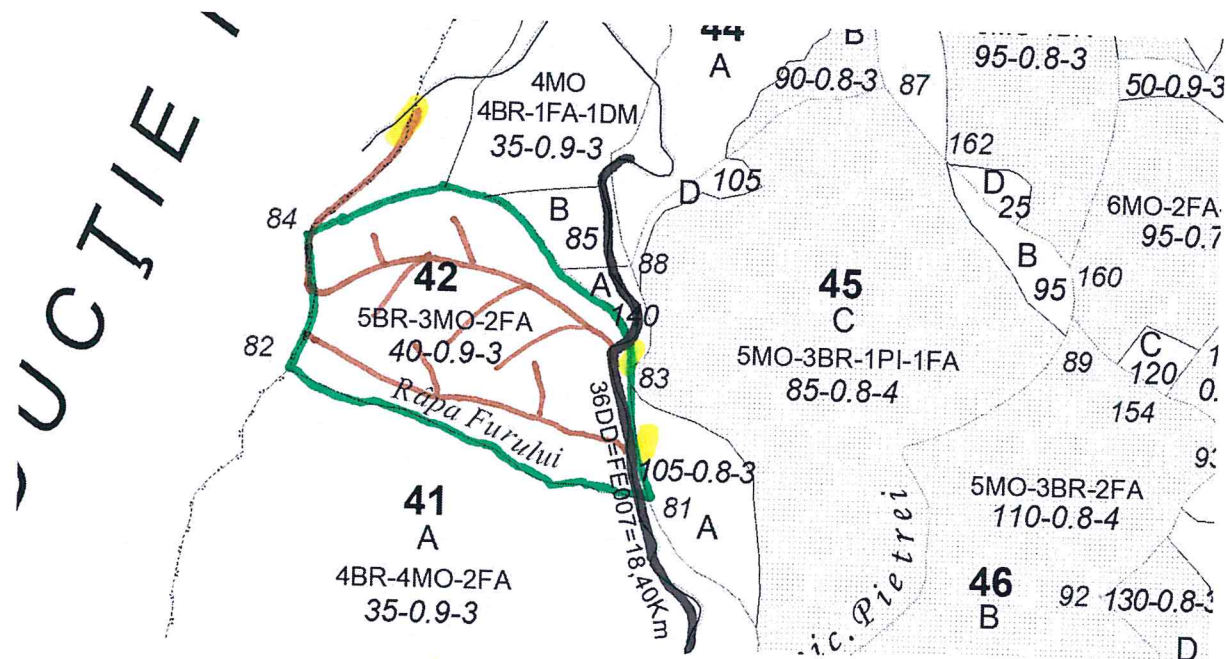 UCȚIE
44
A
4MO
4BR-1FA-1DM
35-0.9-3
B
90-0.8-3
87
95-0.8-3
50-0.9-3
162
D
105
D
25
6MO-2FA
95-0.7
84
B
85
88
A
140
B
95
160
42
5BR-3MO-2FA
40-0.9-3
45
C
5MO-3BR-1PI-1FA
85-0.8-4
82
83
89
C
120
154
Râpa Furului
36DD=FE007=18,40Km
105-0.8-3
81
A
41
A
4BR-4MO-2FA
35-0.9-3
5MO-3BR-2FA
110-0.8-4
46
B
92
130-0.8-3
D
ic. Pietrei